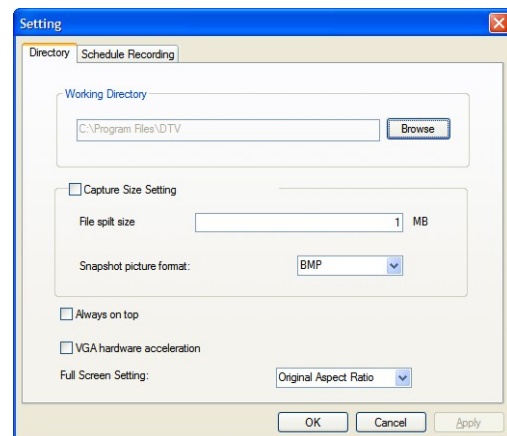 Setting
Directory Schedule Recording
Working Directory
C:\Program Files\DTV Browse
Capture Size Setting
File spilt size 1 MB
Snapshot picture format: BMP
Always on top
VGA hardware acceleration
Full Screen Setting: Original Aspect Ratio
OK Cancel Apply